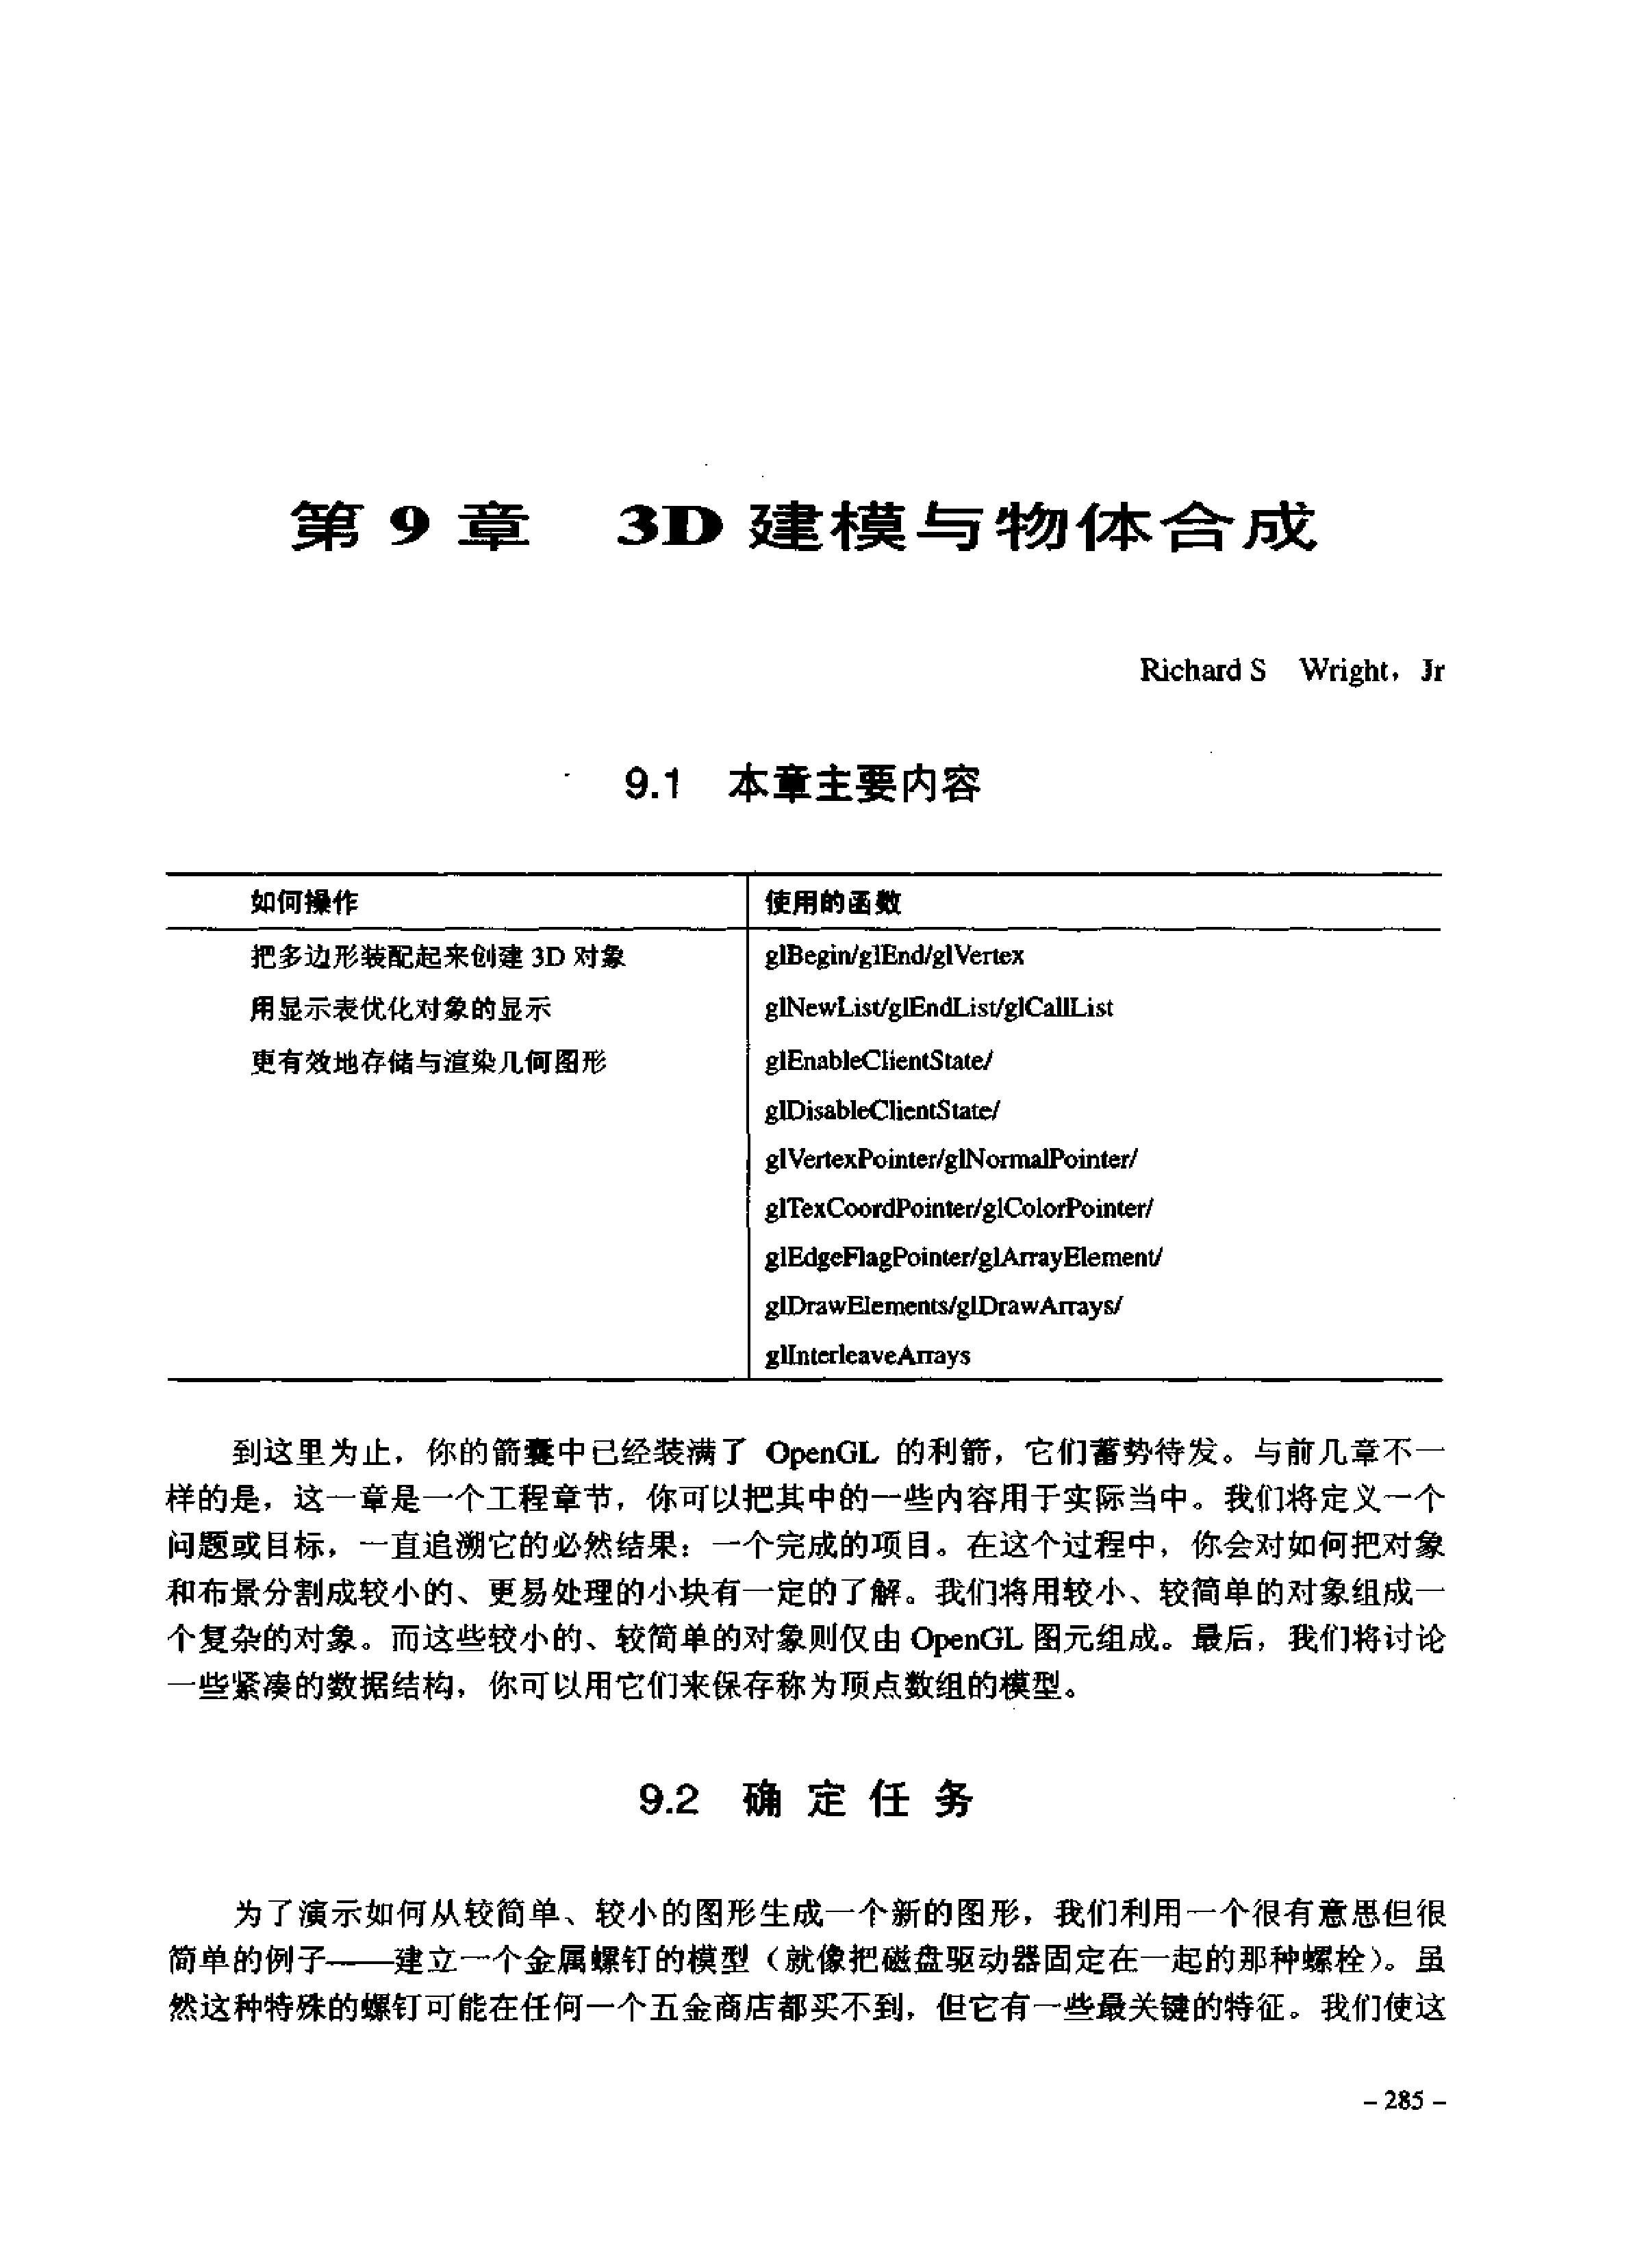 第 9 章　3D 建模与物体合成
Richard S　Wright，Jr
9.1　本章主要内容
如何操作　使用的函数
把多边形装配起来创建 3D 对象　glBegin/glEnd/glVertex
用显示表优化对象的显示　glNewList/glEndList/glCallList
更有效地存储与渲染几何图形　glEnableClientState/
glDisableClientState/
glVertexPointer/glNormalPointer/
glTexCoordPointer/glColorPointer/
glEdgeFlagPointer/glArrayElement/
glDrawElements/glDrawArrays/
glInterleaveArrays
到这里为止，你的箭囊中已经装满了 OpenGL 的利箭，它们蓄势待发。与前几章不一
样的是，这一章是一个工程章节，你可以把其中的一些内容用于实际当中。我们将定义一个
问题或目标，一直追溯它的必然结果：一个完成的项目。在这个过程中，你会对如何把对象
和布景分割成较小的、更易处理的小块有一定的了解。我们将用较小、较简单的对象组成一
个复杂的对象。而这些较小的、较简单的对象则仅由 OpenGL 图元组成。最后，我们将讨论
一些紧凑的数据结构，你可以用它们来保存称为顶点数组的模型。
9.2　确 定 任 务
为了演示如何从较简单、较小的图形生成一个新的图形，我们利用一个很有意思但很
简单的例子——建立一个金属螺钉的模型（就像把磁盘驱动器固定在一起的那种螺栓）。虽
然这种特殊的螺钉可能在任何一个五金商店都买不到，但它有一些最关键的特征。我们使这
– 285 –